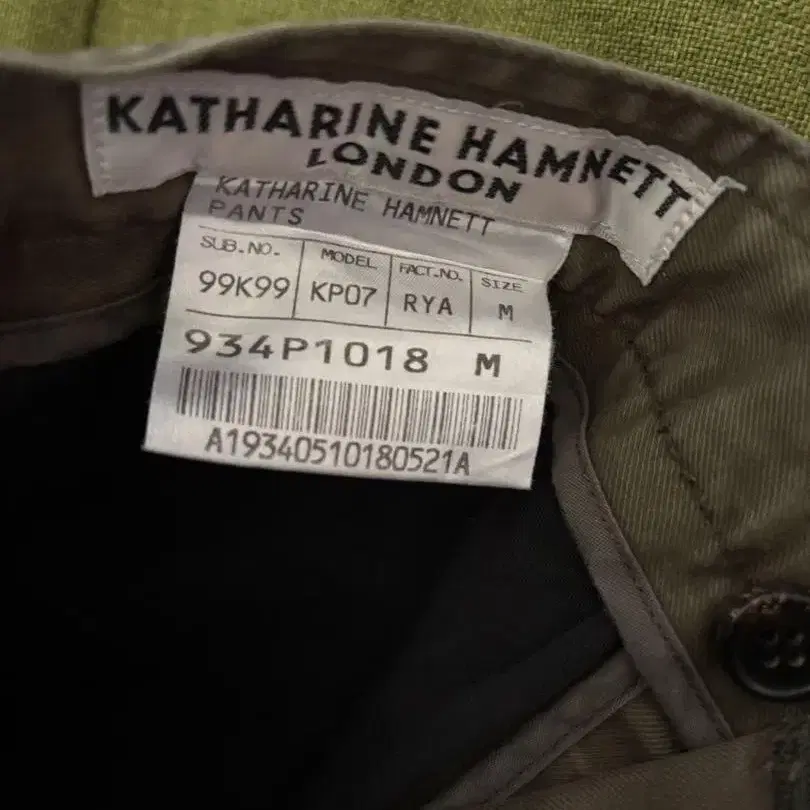 KATHARINE HAMNETT
LONDON
KATHARINE HAMNETT
PANTS
SUB.NO. MODEL FACT.NO. SIZE
99K99 KP07 RYA M
934P1018 M
A19340510180521A